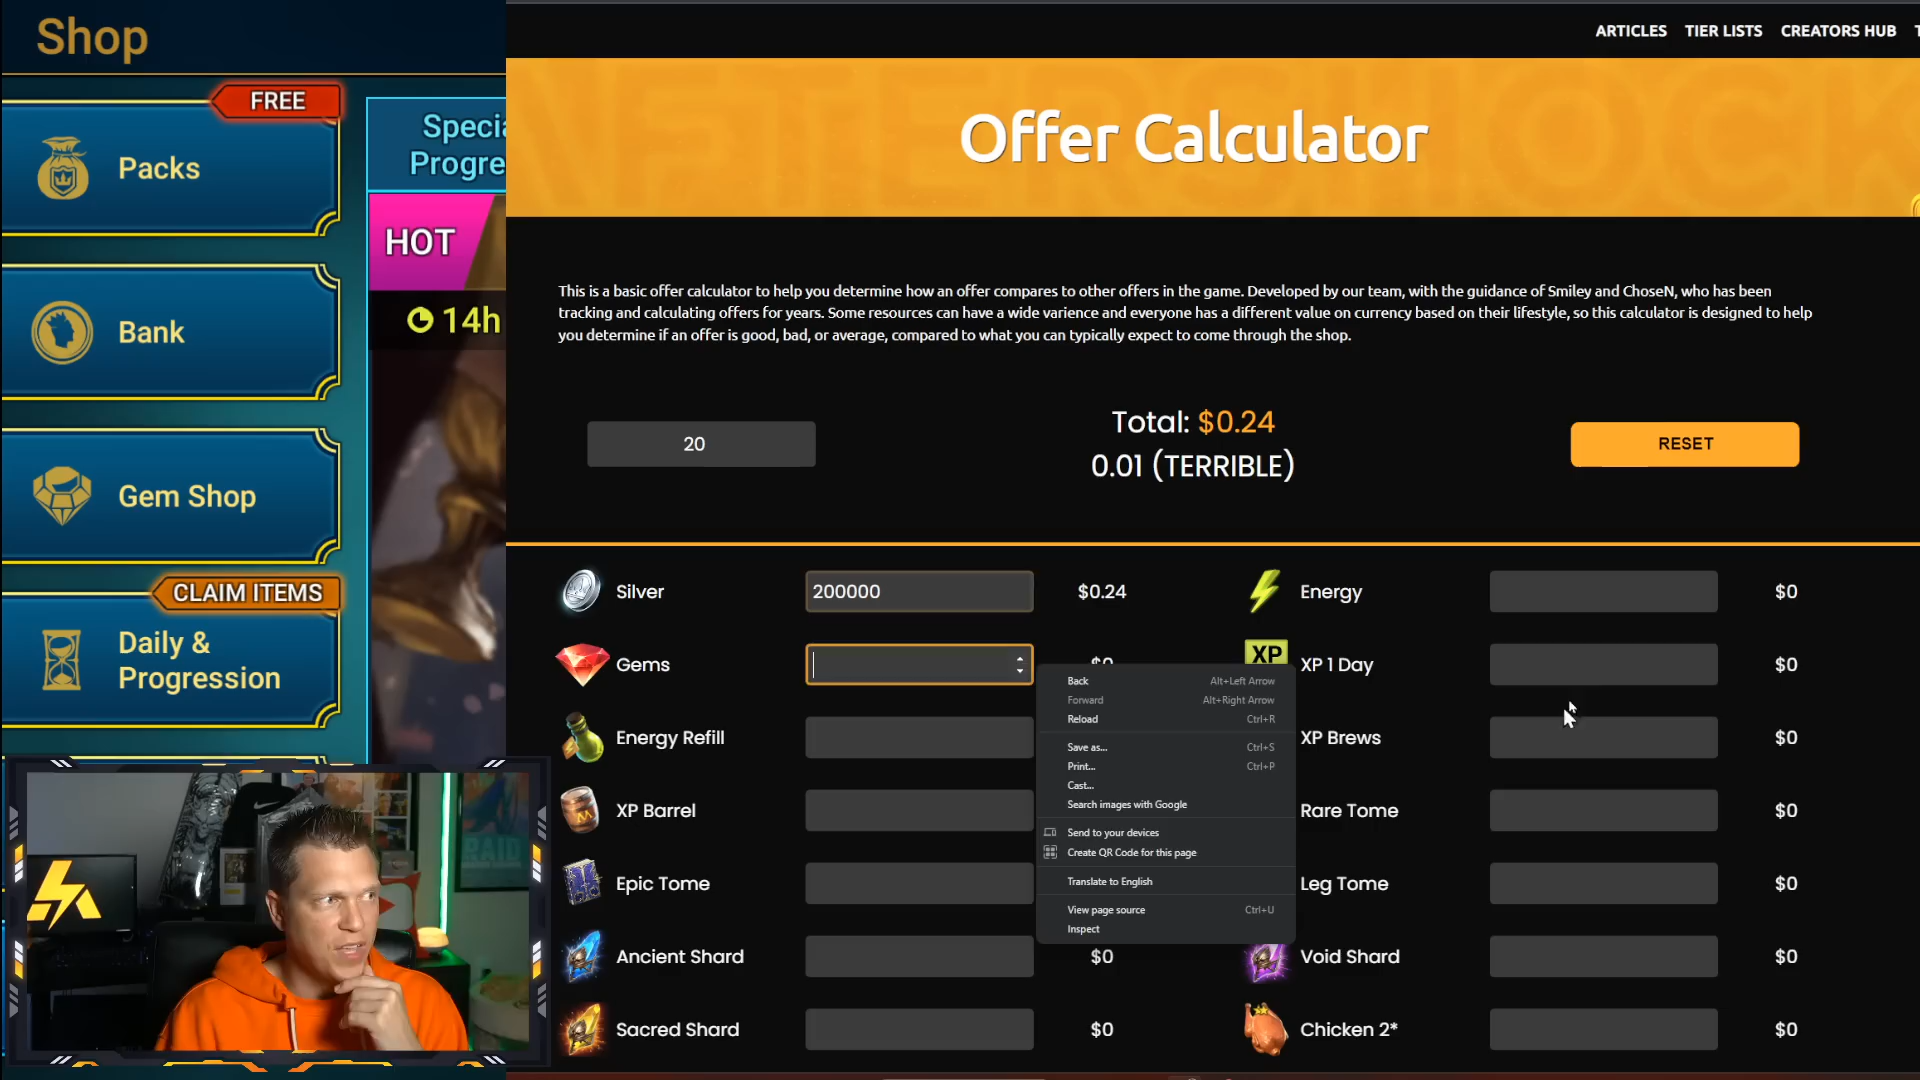 Shop
FREE
Packs
Bank
Gem Shop
CLAIM ITEMS
Daily &
Progression
HOT
14h
ARTICLES TIER LISTS CREATORS HUB
Offer Calculator
This is a basic offer calculator to help you determine how an offer compares to other offers in the game. Developed by our team, with the guidance of Smiley and ChoseN, who has been
tracking and calculating offers for years. Some resources can have a wide varience and everyone has a different value on currency based on their lifestyle, so this calculator is designed to help
you determine if an offer is good, bad, or average, compared to what you can typically expect to come through the shop.
20
Total: $0.24
0.01 (TERRIBLE)
RESET
Silver 200000 $0.24 Energy $0
Gems $0 XP XP 1 Day $0
Energy Refill XP Brews $0
XP Barrel Rare Tome $0
Epic Tome Leg Tome $0
Ancient Shard $0 Void Shard $0
Sacred Shard $0 Chicken 2* $0
Back Alt+Left Arrow
Forward Alt+Right Arrow
Reload Ctrl+R
Save as... Ctrl+S
Print... Ctrl+P
Cast...
Search images with Google
Send to your devices
Create QR Code for this page
Translate to English
View page source Ctrl+U
Inspect
RAID